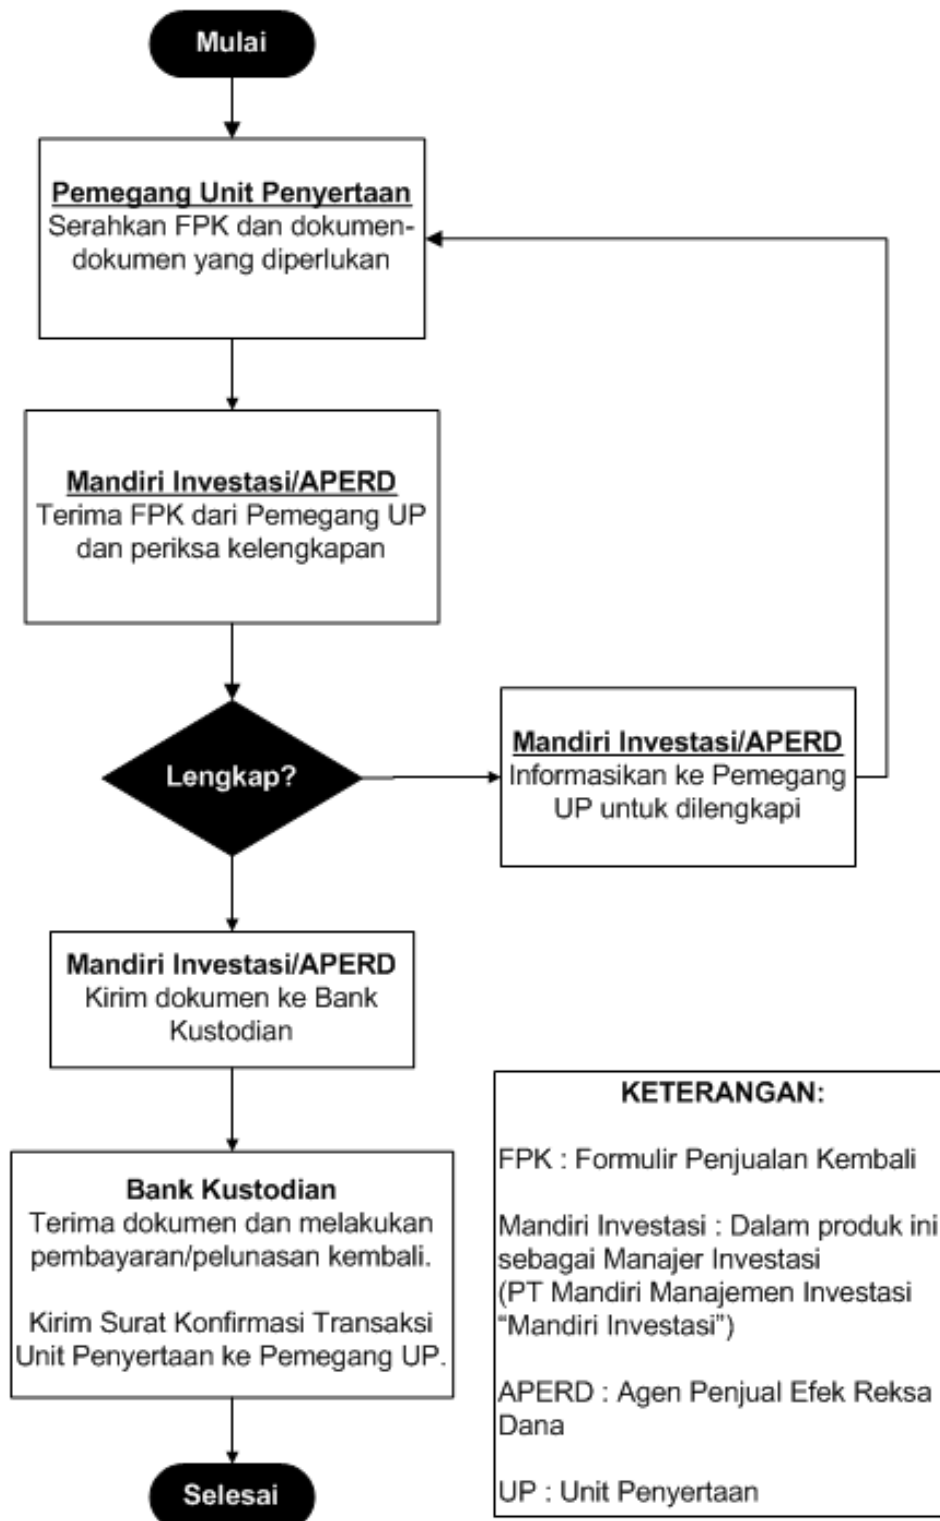 Mulai
Pemegang Unit Penyertaan
Serahkan FPK dan dokumen-
dokumen yang diperlukan
Mandiri Investasi/APERD
Terima FPK dari Pemegang UP
dan periksa kelengkapan
Lengkap?
Mandiri Investasi/APERD
Informasikan ke Pemegang
UP untuk dilengkapi
Mandiri Investasi/APERD
Kirim dokumen ke Bank
Kustodian
Bank Kustodian
Terima dokumen dan melakukan
pembayaran/pelunasan kembali.
Kirim Surat Konfirmasi Transaksi
Unit Penyertaan ke Pemegang UP.
Selesai
KETERANGAN:
FPK : Formulir Penjualan Kembali
Mandiri Investasi : Dalam produk ini
sebagai Manajer Investasi
(PT Mandiri Manajemen Investasi
“Mandiri Investasi”)
APERD : Agen Penjual Efek Reksa
Dana
UP : Unit Penyertaan